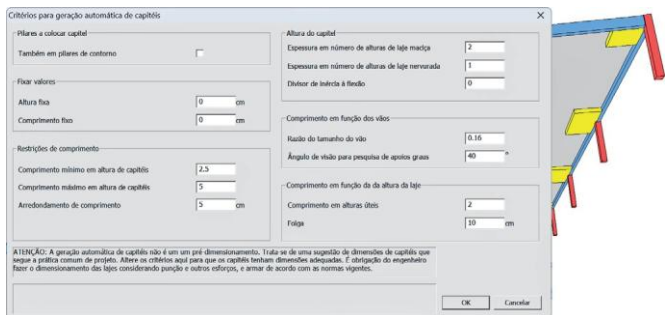 Critérios para geração automática de capitéis
Pilares a colocar capitel
Também em pilares de contorno
Fixar valores
Altura fixa 0 cm
Comprimento fixo 0 cm
Restrições de comprimento
Comprimento mínimo em altura de capitéis 2.5
Comprimento máximo em altura de capitéis 5
Arredondamento de comprimento 5 cm
Altura do capitel
Espessura em número de alturas de laje maciça 2
Espessura em número de alturas de laje nervurada 1
Divisor de inércia à flexão 0
Comprimento em função dos vãos
Razão do tamanho do vão 0.16
Ângulo de visão para pesquisa de apoios graus 40 °
Comprimento em função da da altura da laje
Comprimento em alturas úteis 2
Folga 10 cm
ATENÇÃO: A geração automática de capitéis não é um um pré dimensionamento. Trata se de uma sugestão de dimensões de capitéis que
segue a prática comum de projeto. Altere os critérios aqui para que os capitéis tenham dimensões adequadas. É obrigação do engenheiro
fazer o dimensionamento das lajes considerando punção e outros esforços, e armar de acordo com as normas vigentes.
OK Cancelar